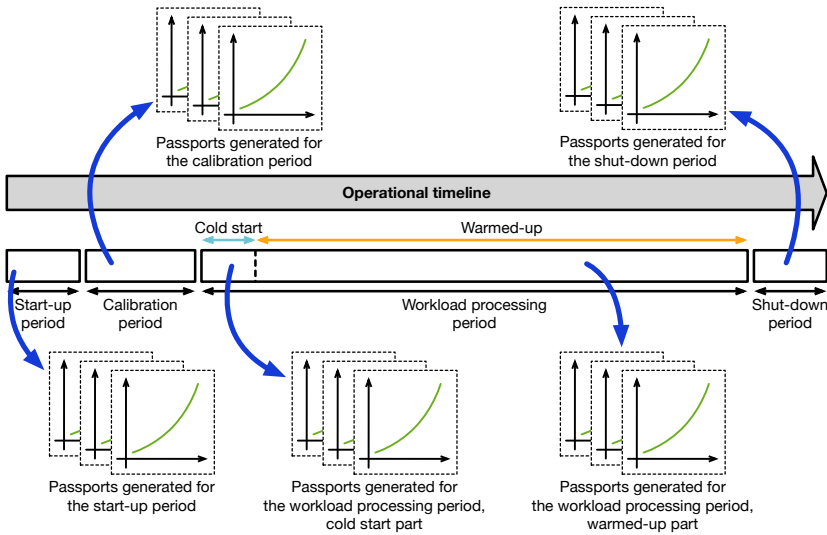 Passports generated for
the calibration period
Passports generated for
the shut-down period
Operational timeline
Cold start
Warmed-up
Start-up
period
Calibration
period
Workload processing
period
Shut-down
period
Passports generated for
the start-up period
Passports generated for
the workload processing period,
cold start part
Passports generated for
the workload processing period,
warmed-up part